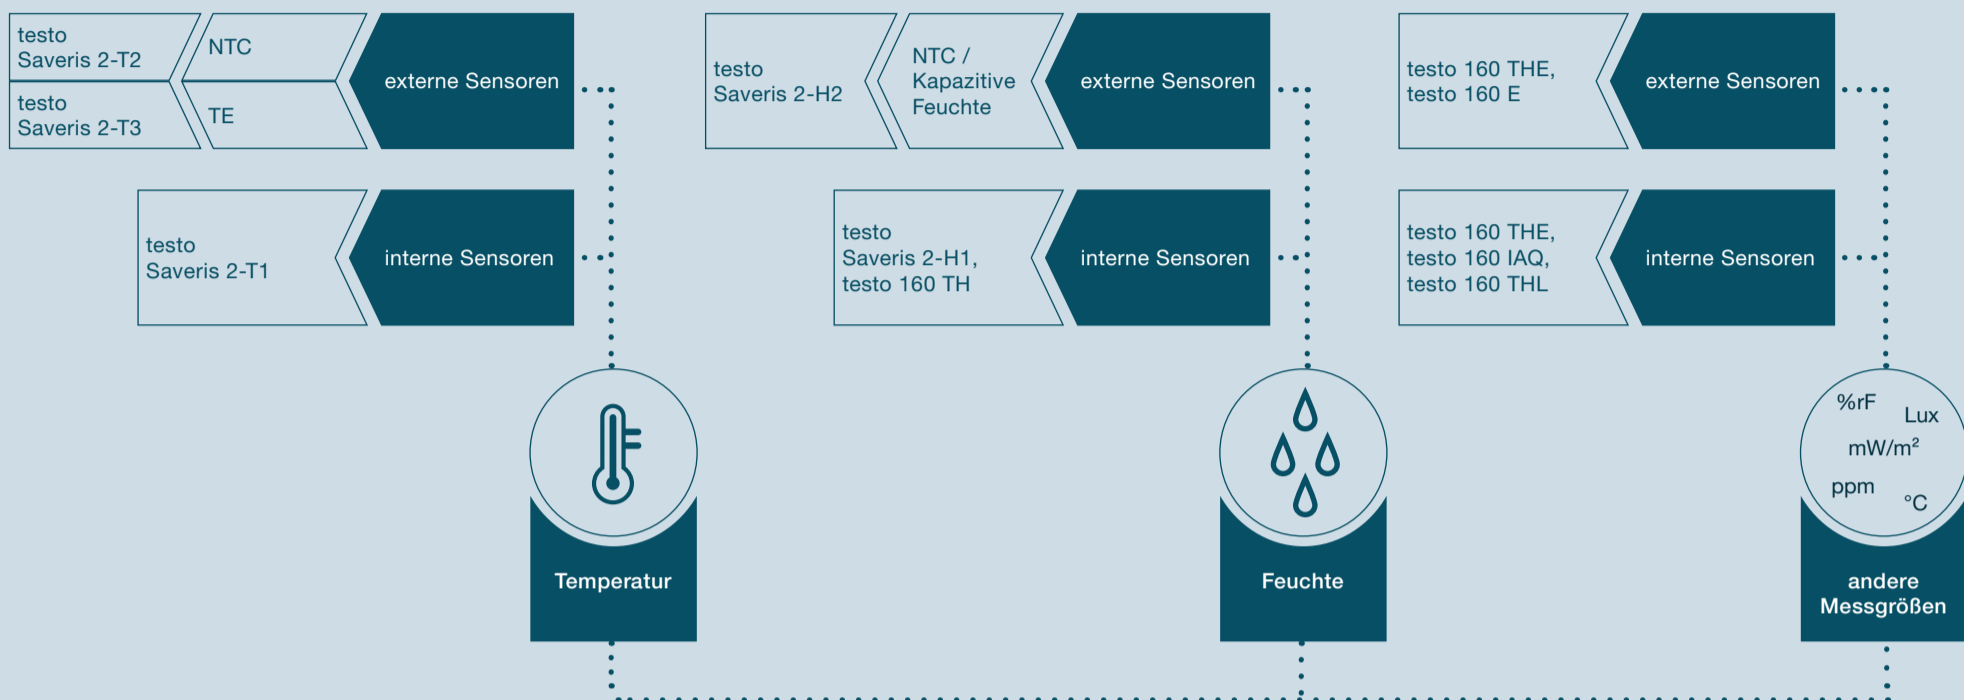 testo
Saveris 2-T2
NTC
testo
Saveris 2-T3
TE
externe Sensoren
testo
Saveris 2-T1
interne Sensoren
Temperatur
testo
Saveris 2-H2
NTC /
Kapazitive
Feuchte
externe Sensoren
testo
Saveris 2-H1,
testo 160 TH
interne Sensoren
Feuchte
testo 160 THE,
testo 160 E
externe Sensoren
testo 160 THE,
testo 160 IAQ,
testo 160 THL
interne Sensoren
%rF
Lux
mW/m²
ppm
°C
andere
Messgrößen